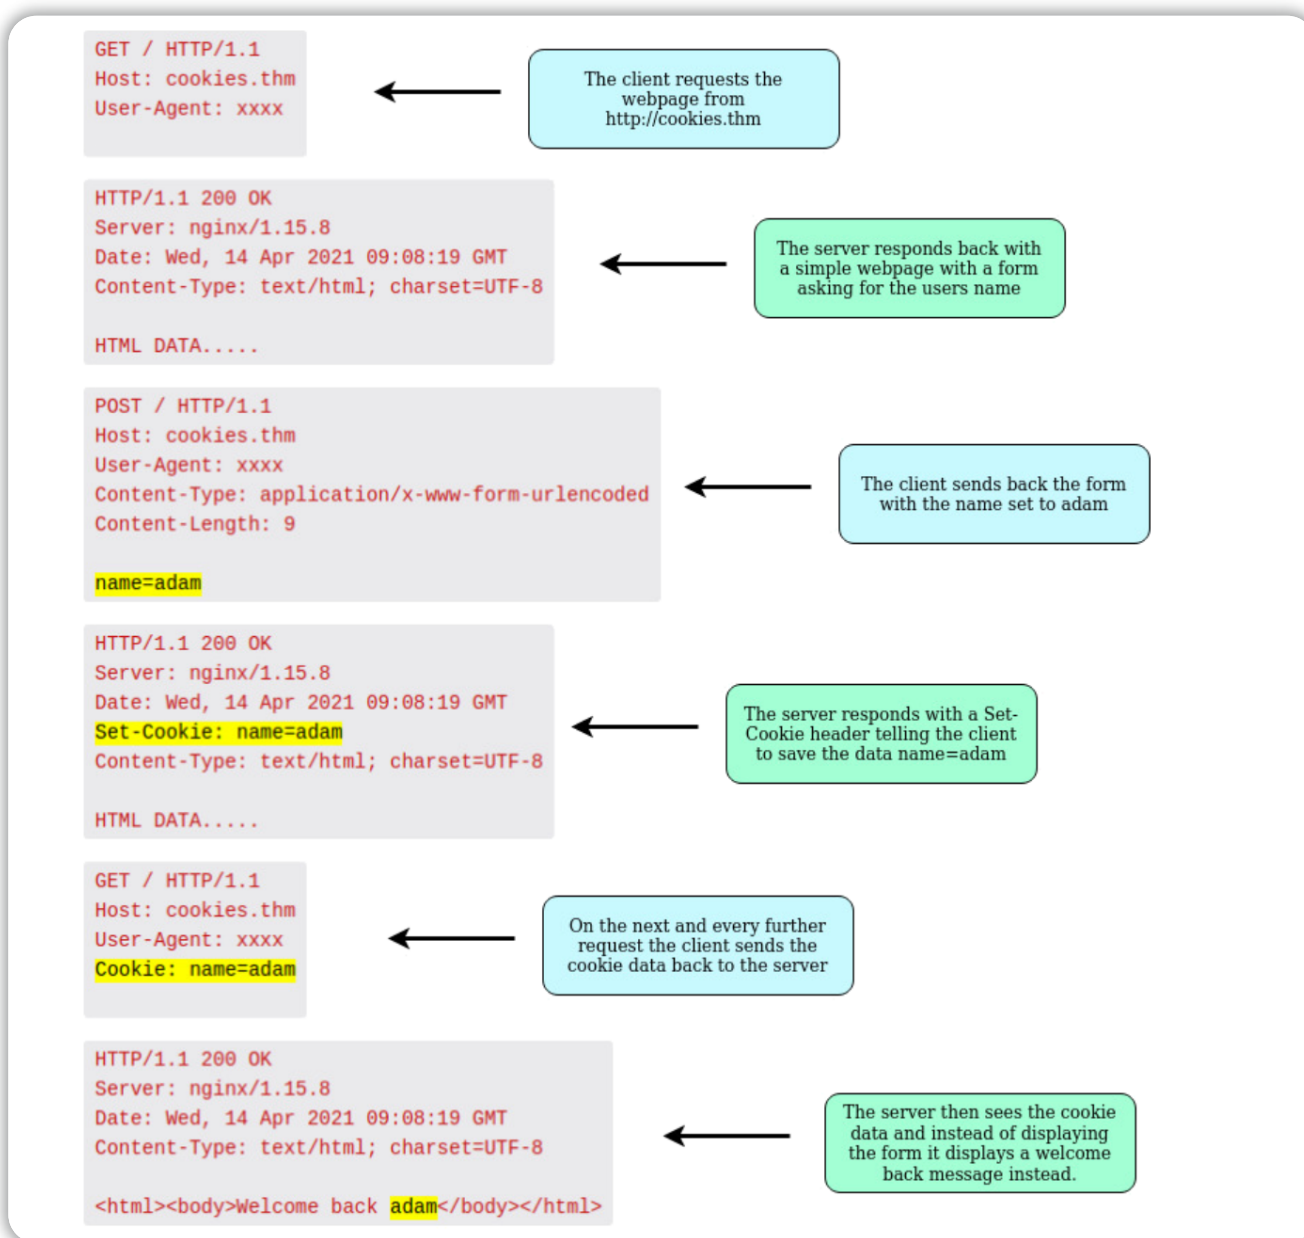 GET / HTTP/1.1
Host: cookies.thm
User-Agent: xxxx
The client requests the
webpage from
http://cookies.thm
HTTP/1.1 200 OK
Server: nginx/1.15.8
Date: Wed, 14 Apr 2021 09:08:19 GMT
Content-Type: text/html; charset=UTF-8
HTML DATA.....
The server responds back with
a simple webpage with a form
asking for the users name
POST / HTTP/1.1
Host: cookies.thm
User-Agent: xxxx
Content-Type: application/x-www-form-urlencoded
Content-Length: 9
name=adam
The client sends back the form
with the name set to adam
HTTP/1.1 200 OK
Server: nginx/1.15.8
Date: Wed, 14 Apr 2021 09:08:19 GMT
Set-Cookie: name=adam
Content-Type: text/html; charset=UTF-8
HTML DATA.....
The server responds with a Set-
Cookie header telling the client
to save the data name=adam
GET / HTTP/1.1
Host: cookies.thm
User-Agent: xxxx
Cookie: name=adam
On the next and every further
request the client sends the
cookie data back to the server
HTTP/1.1 200 OK
Server: nginx/1.15.8
Date: Wed, 14 Apr 2021 09:08:19 GMT
Content-Type: text/html; charset=UTF-8
<html><body>Welcome back adam</body></html>
The server then sees the cookie
data and instead of displaying
the form it displays a welcome
back message instead.